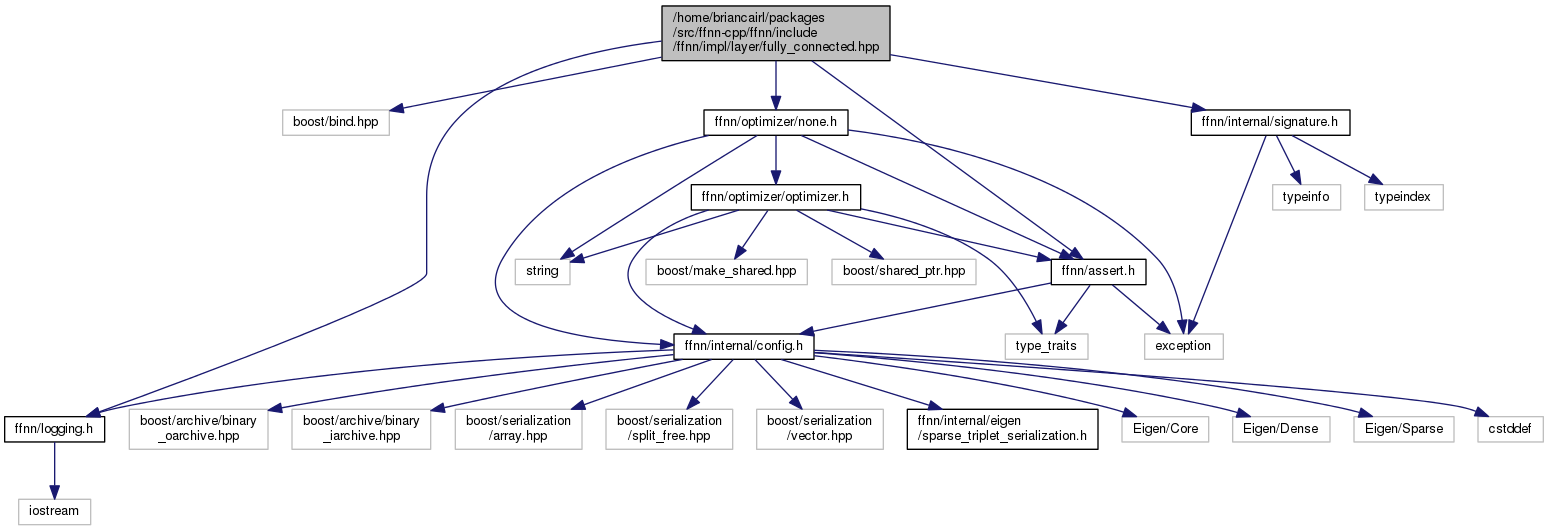 /home/briancairl/packages
/src/ffnn-cpp/ffnn/include
/ffnn/impl/layer/fully_connected.hpp
boost/bind.hpp
ffnn/optimizer/none.h
ffnn/internal/signature.h
ffnn/optimizer/optimizer.h
typeinfo
typeindex
string
boost/make_shared.hpp
boost/shared_ptr.hpp
ffnn/assert.h
ffnn/internal/config.h
type_traits
exception
ffnn/logging.h
boost/archive/binary
_oarchive.hpp
boost/archive/binary
_iarchive.hpp
boost/serialization
/array.hpp
boost/serialization
/split_free.hpp
boost/serialization
/vector.hpp
ffnn/internal/eigen
/sparse_triplet_serialization.h
Eigen/Core
Eigen/Dense
Eigen/Sparse
cstddef
iostream